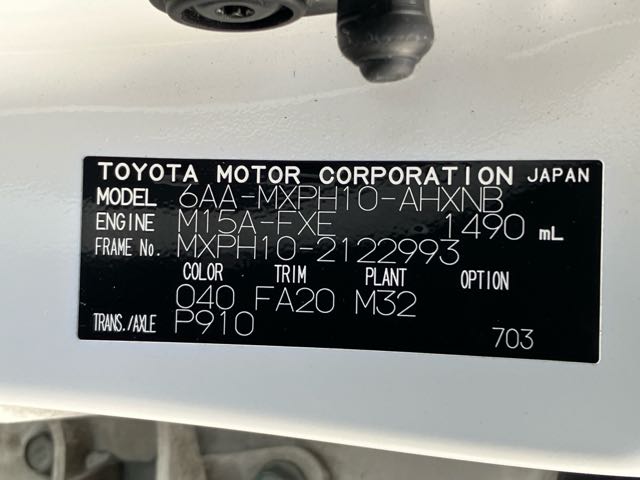 TOYOTA MOTOR CORPORATION JAPAN
MODEL 6AA-MXPH10-AHXNB
ENGINE M15A-FXE 1490 mL
FRAME No. MXPH10-2122993
COLOR TRIM PLANT OPTION
040 FA20 M32
TRANS./AXLE P910 703